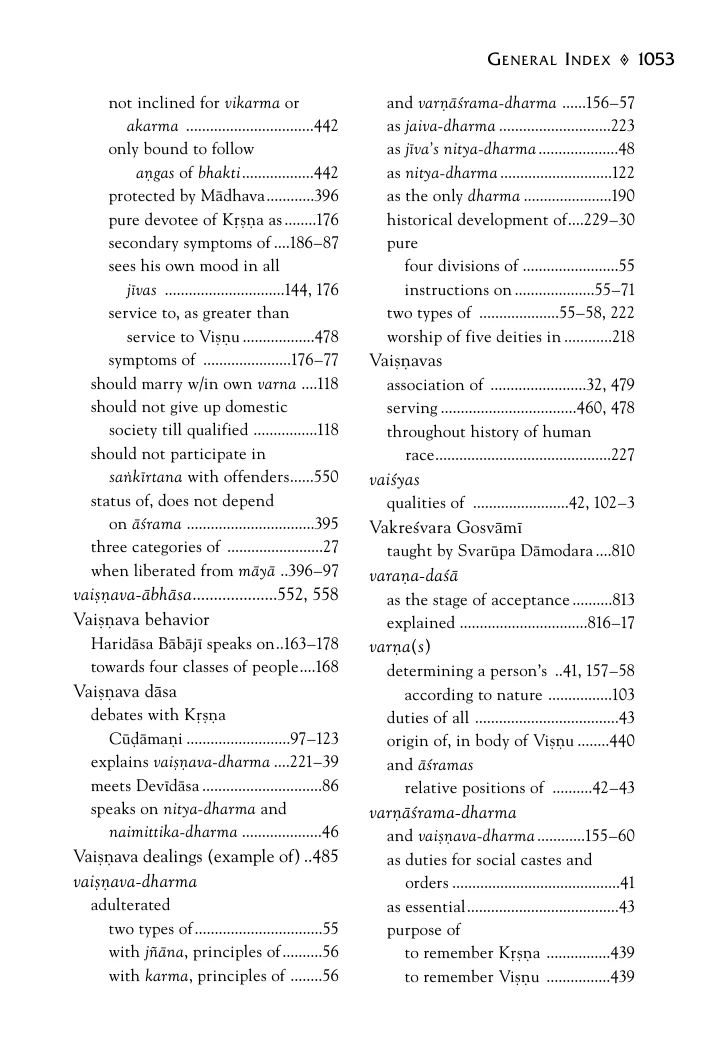 GENERAL INDEX ◈ 1053
not inclined for vikarma or
akarma ................................442
only bound to follow
aṇgas of bhakti..................442
protected by Mādhava............396
pure devotee of Kṛṣṇa as........176
secondary symptoms of ....186–87
sees his own mood in all
jīvas ..............................144, 176
service to, as greater than
service to Viṣṇu ..................478
symptoms of ......................176–77
should marry w/in own varna ....118
should not give up domestic
society till qualified ................118
should not participate in
saṅkīrtana with offenders......550
status of, does not depend
on āśrama ................................395
three categories of ........................27
when liberated from māyā ..396–97
vaiṣṇava-ābhāsa....................552, 558
Vaiṣṇava behavior
Haridāsa Bābājī speaks on..163–178
towards four classes of people....168
Vaiṣṇava dāsa
debates with Kṛṣṇa
Cūḍāmaṇi ..........................97–123
explains vaiṣṇava-dharma ....221–39
meets Devīdāsa ..............................86
speaks on nitya-dharma and
naimittika-dharma ....................46
Vaiṣṇava dealings (example of) ..485
vaiṣṇava-dharma
adulterated
two types of................................55
with jñāna, principles of..........56
with karma, principles of ........56
and varṇāśrama-dharma ......156–57
as jaiva-dharma ............................223
as jīva's nitya-dharma....................48
as nitya-dharma............................122
as the only dharma ......................190
historical development of....229–30
pure
four divisions of ........................55
instructions on....................55–71
two types of ....................55–58, 222
worship of five deities in ............218
Vaiṣṇavas
association of ........................32, 479
serving ..................................460, 478
throughout history of human
race............................................227
vaiśyas
qualities of ........................42, 102–3
Vakreśvara Gosvāmī
taught by Svarūpa Dāmodara....810
varaṇa-daśā
as the stage of acceptance..........813
explained ................................816–17
varṇa(s)
determining a person's ..41, 157–58
according to nature ................103
duties of all ....................................43
origin of, in body of Viṣṇu ........440
and āśramas
relative positions of ..........42–43
varṇāśrama-dharma
and vaiṣṇava-dharma............155–60
as duties for social castes and
orders ..........................................41
as essential......................................43
purpose of
to remember Kṛṣṇa ................439
to remember Viṣṇu ................439